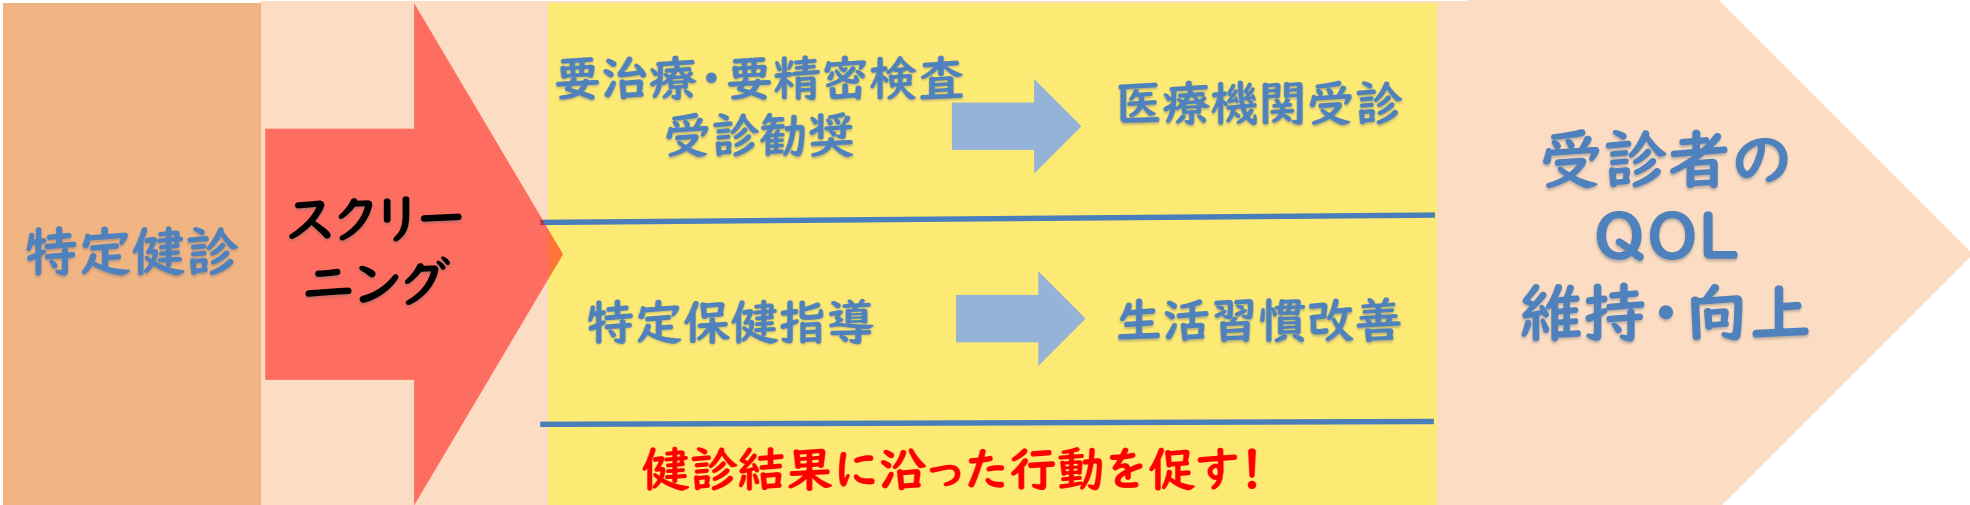 特定健診
スクリー
ニング
要治療・要精密検査
受診勧奨
医療機関受診
特定保健指導
生活習慣改善
健診結果に沿った行動を促す！
受診者の
QOL
維持・向上